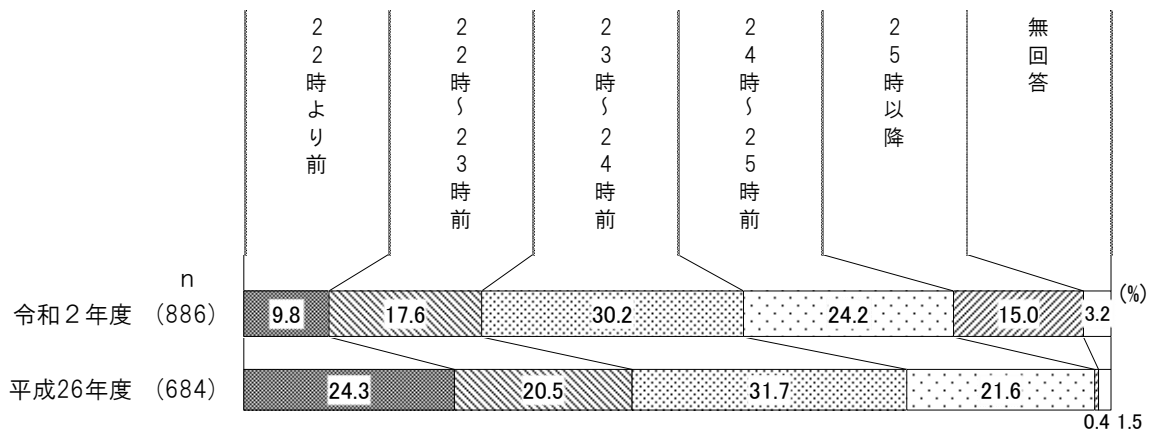 22時より前
22時～23時前
23時～24時前
24時～25時前
25時以降
無回答
n
(%)
令和２年度 (886)
9.8
17.6
30.2
24.2
15.0
3.2
平成26年度 (684)
24.3
20.5
31.7
21.6
0.4
1.5